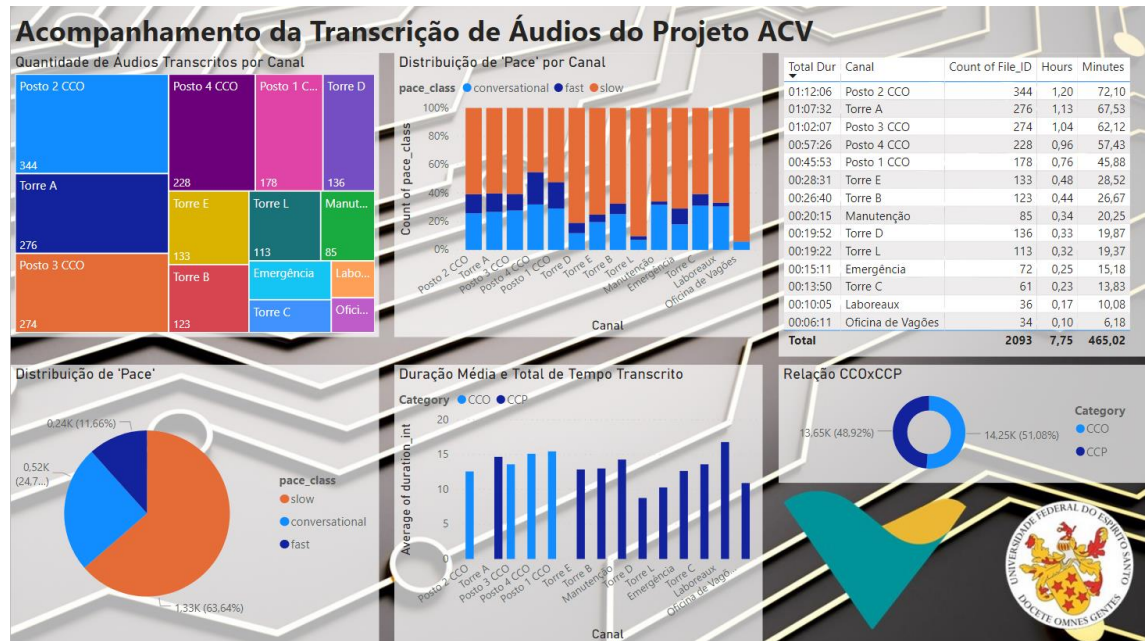 Acompanhamento da Transcrição de Áudios do Projeto ACV
Quantidade de Áudios Transcritos por Canal
Posto 2 CCO
344
Torre A
276
Posto 3 CCO
274
Posto 4 CCO
228
Posto 1 C...
178
Torre D
136
Torre E
133
Torre L
113
Manut...
85
Torre B
123
Emergência
Labo...
Torre C
Ofici...
Distribuição de 'Pace' por Canal
pace_class conversational fast slow
Count of pace_class
100%
80%
60%
40%
20%
0%
Posto 2 CCO
Torre A
Posto 3 CCO
Posto 4 CCO
Posto 1 CCO
Torre D
Torre E
Torre B
Torre L
Manutenção
Emergência
Torre C
Laboreaux
Oficina de Vagões
Canal
Total Dur Canal Count of File_ID Hours Minutes
01:12:06 Posto 2 CCO 344 1,20 72,10
01:07:32 Torre A 276 1,13 67,53
01:02:07 Posto 3 CCO 274 1,04 62,12
00:57:26 Posto 4 CCO 228 0,96 57,43
00:45:53 Posto 1 CCO 178 0,76 45,88
00:28:31 Torre E 133 0,48 28,52
00:26:40 Torre B 123 0,44 26,67
00:20:15 Manutenção 85 0,34 20,25
00:19:52 Torre D 136 0,33 19,87
00:19:22 Torre L 113 0,32 19,37
00:15:11 Emergência 72 0,25 15,18
00:13:50 Torre C 61 0,23 13,83
00:10:05 Laboreaux 36 0,17 10,08
00:06:11 Oficina de Vagões 34 0,10 6,18
Total 2093 7,75 465,02
Distribuição de 'Pace'
0,24K (11.66%)
0,52K
(24,7...)
1,33K (63.64%)
pace_class
slow
conversational
fast
Duração Média e Total de Tempo Transcrito
Category CCO CCP
Average of duration_int
20
15
10
5
0
Posto 2 CCO
Torre A
Posto 3 CCO
Posto 4 CCO
Posto 1 CCO
Torre E
Torre B
Manutenção
Torre D
Torre L
Emergência
Torre C
Laboreaux
Oficina de Vagõ...
Canal
Relação CCOxCCP
13,65K (48,92%)
14,25K (51,08%)
Category
CCO
CCP
UNIVERSIDADE FEDERAL DO ESPÍRITO SANTO
DOCETE OMNES GENTES